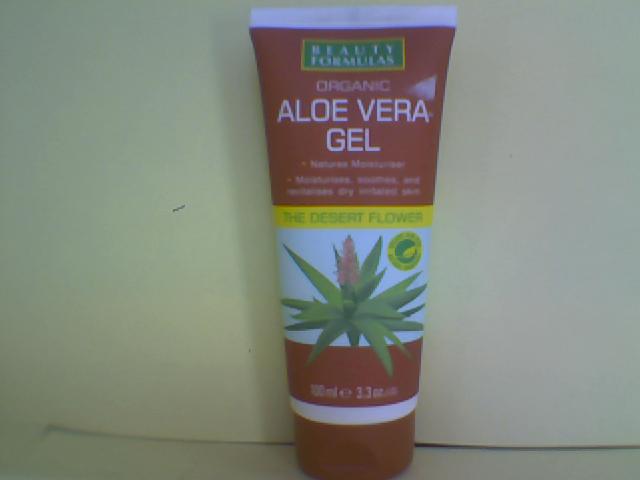 BEAUTY
FORMULAS
ORGANIC
ALOE VERA
GEL
• Natures Moisturiser
• Moisturises, soothes, and
revitalises dry irritated skin
THE DESERT FLOWER
100ml e 3.3